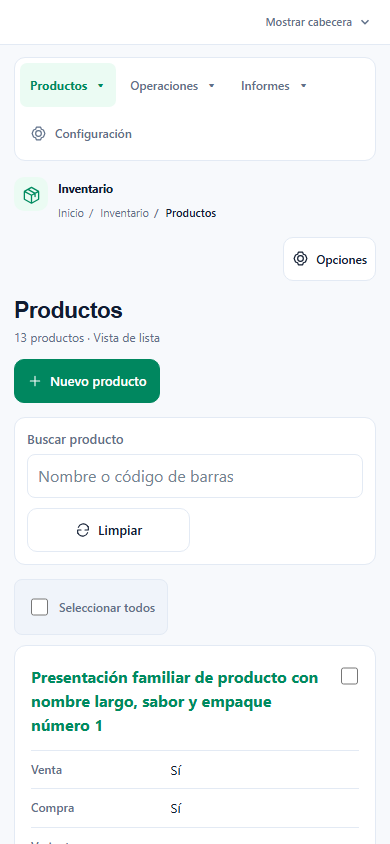 Mostrar cabecera
Productos
Operaciones
Informes
Configuración
Inventario
Inicio / Inventario / Productos
Opciones
Productos
13 productos · Vista de lista
Nuevo producto
Buscar producto
Nombre o código de barras
Limpiar
Seleccionar todos
Presentación familiar de producto con
nombre largo, sabor y empaque
número 1
Venta Sí
Compra Sí